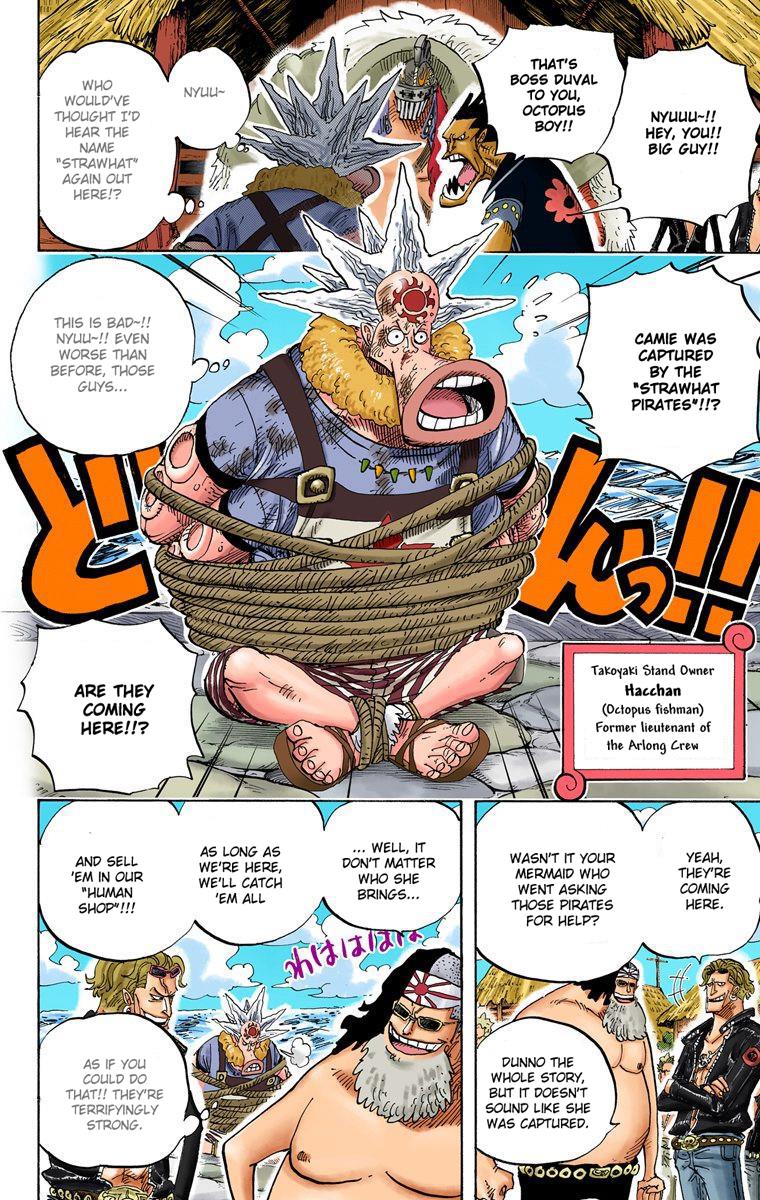 NYUUU~!!
HEY, YOU!!
BIG GUY!!
THAT'S
BOSS DUVAL
TO YOU,
OCTOPUS
BOY!!
NYUU~
WHO
WOULD'VE
THOUGHT I'D
HEAR THE
NAME
"STRAWHAT"
AGAIN OUT
HERE!?
CAMIE WAS
CAPTURED
BY THE
"STRAWHAT
PIRATES"!!?
THIS IS BAD~!!
NYUU~!! EVEN
WORSE THAN
BEFORE, THOSE
GUYS...
んっ!!
ARE THEY
COMING
HERE!!?
Takoyaki Stand Owner
Hacchan
(Octopus fishman)
Former lieutenant of
the Arlong Crew
YEAH,
THEY'RE
COMING
HERE.
WASN'T IT YOUR
MERMAID WHO
WENT ASKING
THOSE PIRATES
FOR HELP?
DUNNO THE
WHOLE STORY,
BUT IT DOESN'T
SOUND LIKE SHE
WAS CAPTURED.
... WELL, IT
DON'T MATTER
WHO SHE
BRINGS...
AS LONG AS
WE'RE HERE,
WE'LL CATCH
'EM ALL
AND SELL
'EM IN OUR
"HUMAN
SHOP"!!!
わははは
AS IF YOU
COULD DO
THAT!! THEY'RE
TERRIFYINGLY
STRONG.